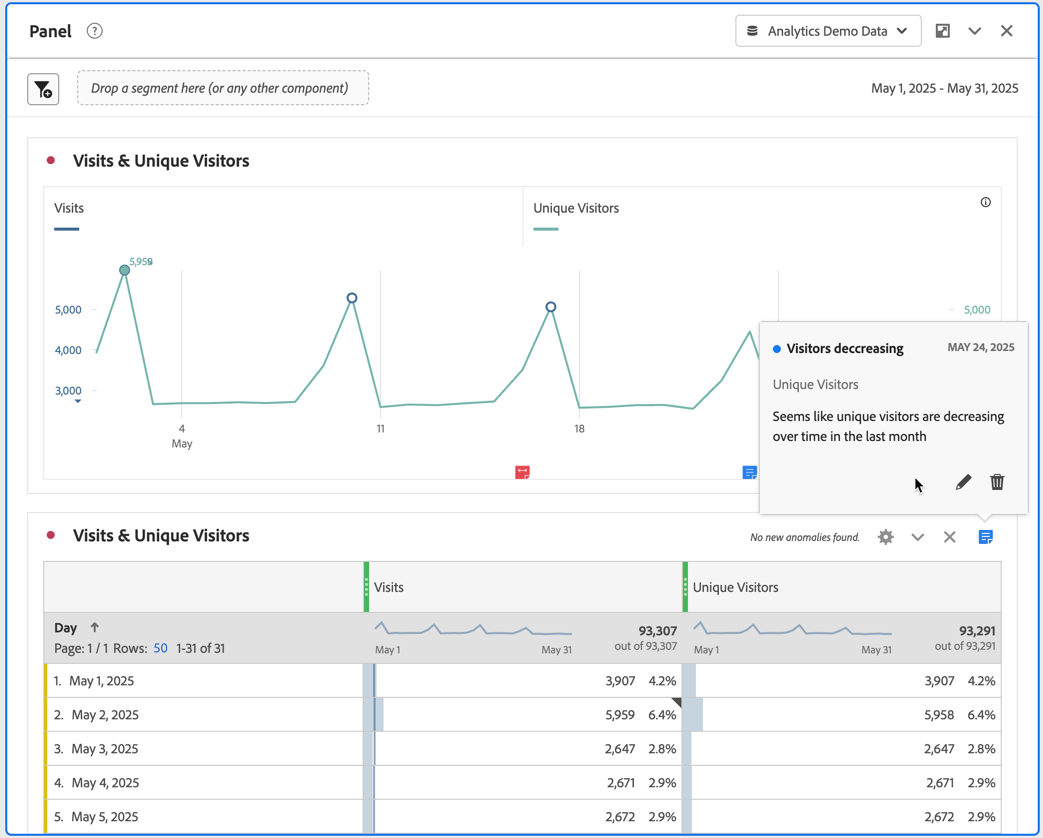 Panel ? Analytics Demo Data
Drop a segment here (or any other component) May 1, 2025 - May 31, 2025
Visits & Unique Visitors
Visits Unique Visitors
5,000 5,000
4,000
3,000
4 11 18
May
Visitors deccreasing MAY 24, 2025
Unique Visitors
Seems like unique visitors are decreasing
over time in the last month
Visits & Unique Visitors No new anomalies found.
Visits Unique Visitors
Day 93,307 93,291
Page: 1 / 1 Rows: 50 1-31 of 31 May 1 May 31 out of 93,307 May 1 May 31 out of 93,291
1. May 1, 2025 3,907 4.2% 3,907 4.2%
2. May 2, 2025 5,959 6.4% 5,958 6.4%
3. May 3, 2025 2,647 2.8% 2,647 2.8%
4. May 4, 2025 2,671 2.9% 2,671 2.9%
5. May 5, 2025 2,672 2.9% 2,672 2.9%